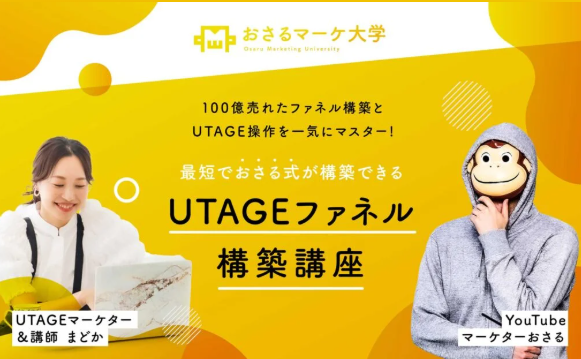 おさるマーケ大学
Osaru Marketing University
100億売れたファネル構築と
UTAGE操作を一気にマスター!
最短でおさる式が構築できる
UTAGEファネル
構築講座
UTAGEマーケター
&講師 まどか
YouTube
マーケターおさる